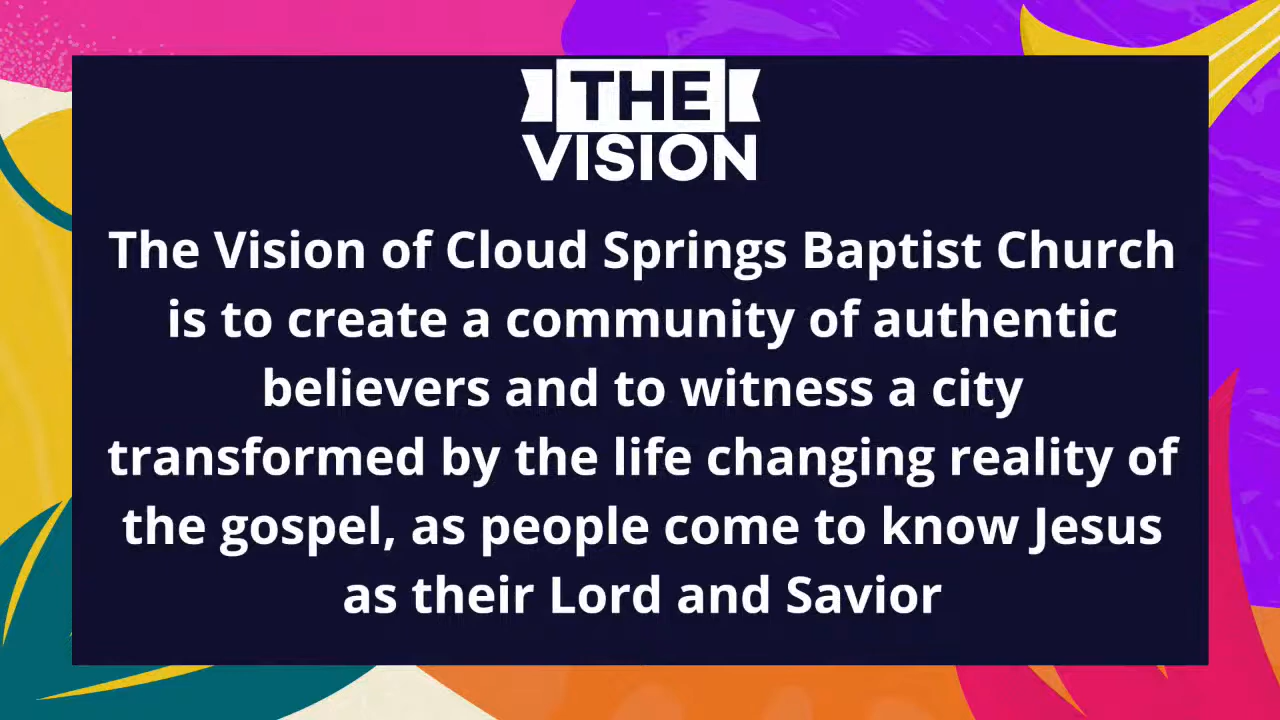 THE
VISION
The Vision of Cloud Springs Baptist Church
is to create a community of authentic
believers and to witness a city
transformed by the life changing reality of
the gospel, as people come to know Jesus
as their Lord and Savior